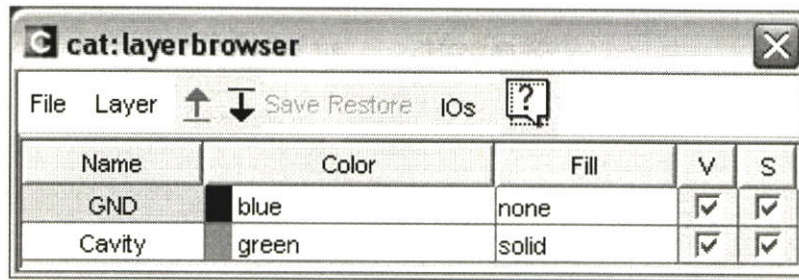 cat:layerbrowser
File Layer Save Restore IOs ?
Name Color Fill V S
GND blue none
Cavity green solid